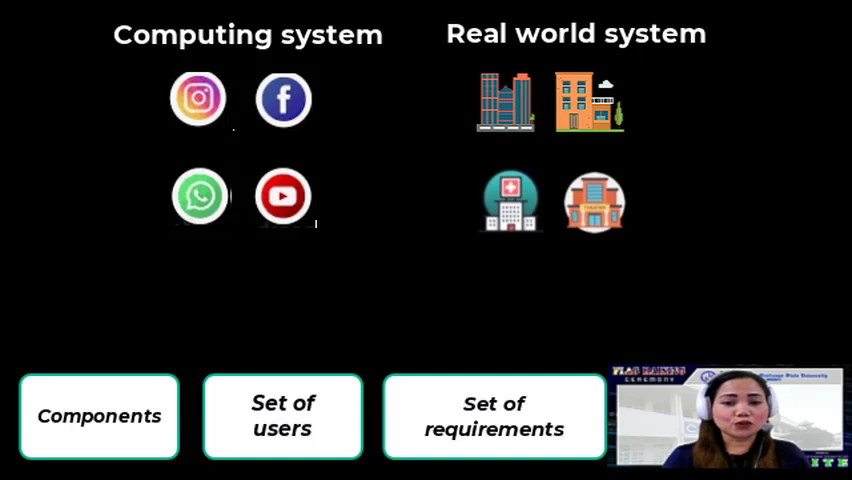 Computing system
Real world system
Components
Set of
users
Set of
requirements
FLAG RAISING
CEREMONY